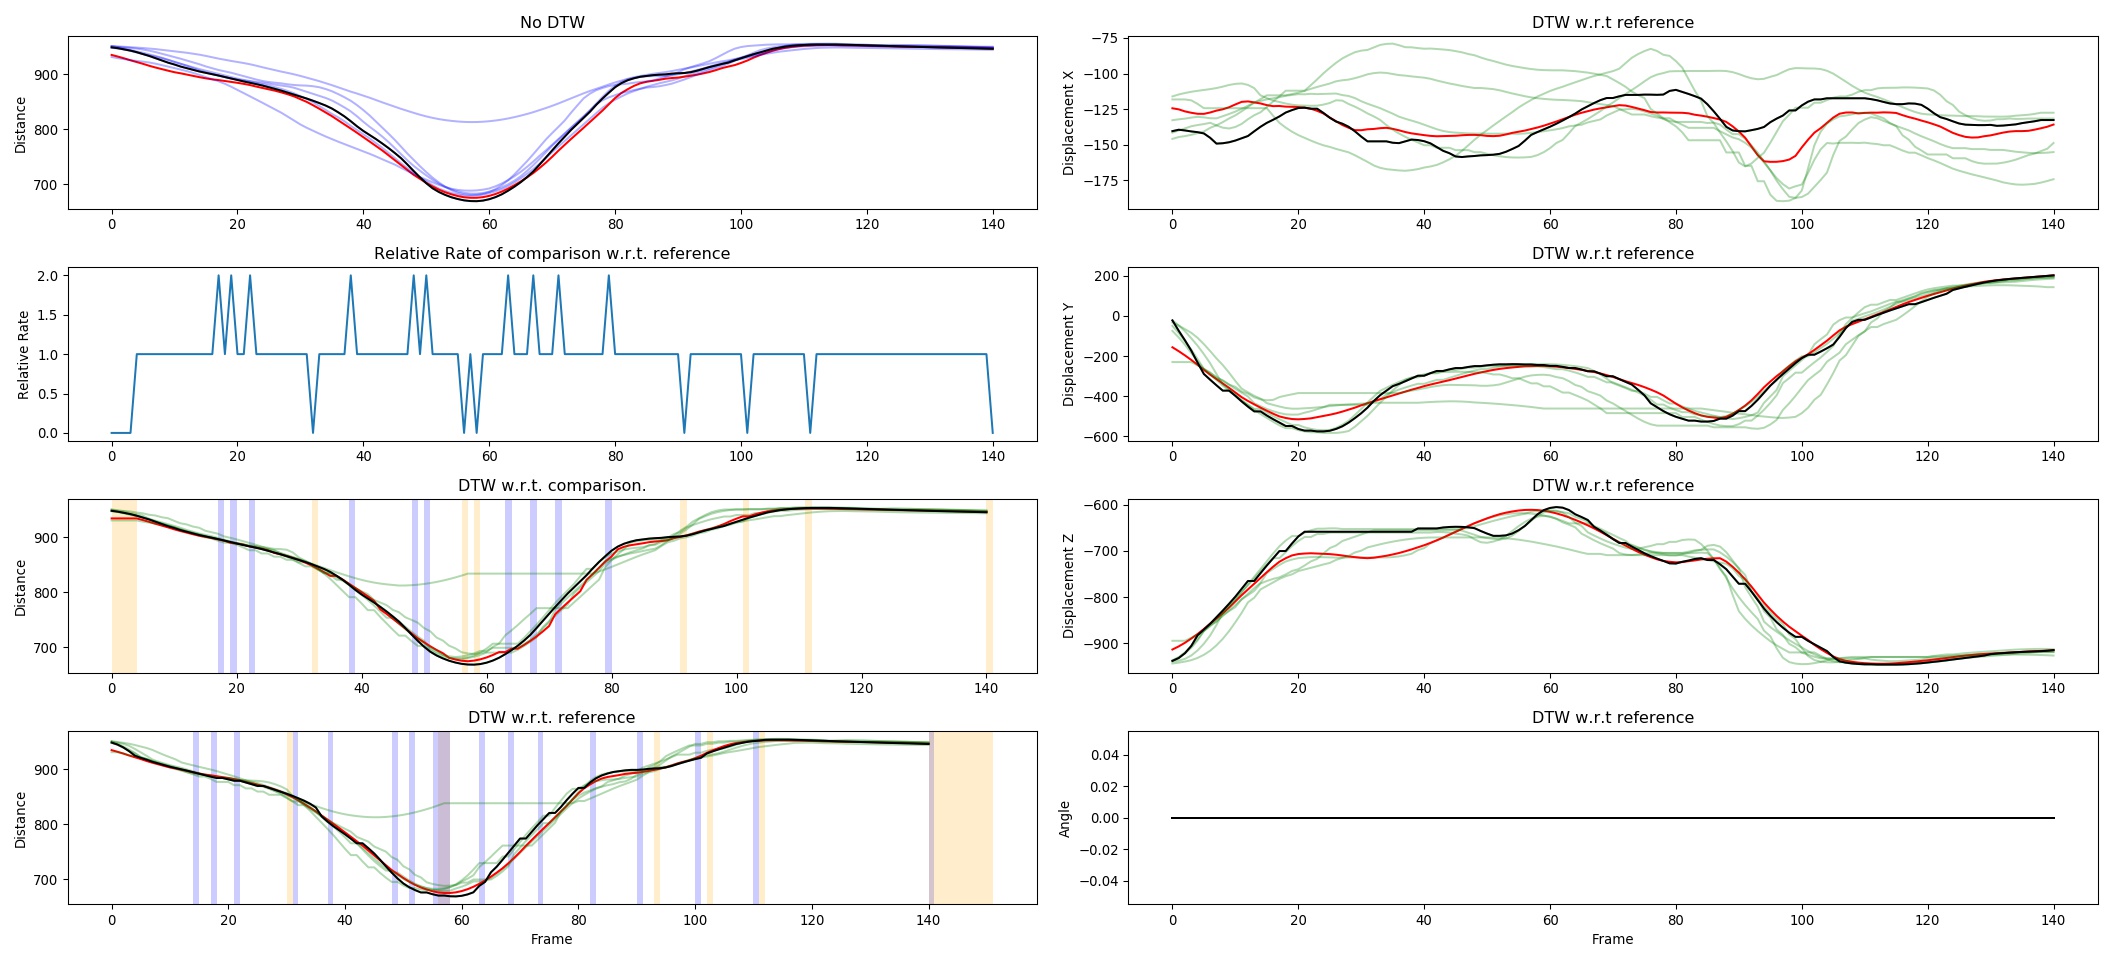 No DTW
900
800
700
Distance
0 20 40 60 80 100 120 140
Relative Rate of comparison w.r.t. reference
2.0
1.5
1.0
0.5
0.0
Relative Rate
0 20 40 60 80 100 120 140
DTW w.r.t. comparison.
900
800
700
Distance
0 20 40 60 80 100 120 140
DTW w.r.t. reference
900
800
700
Distance
0 20 40 60 80 100 120 140
Frame
DTW w.r.t reference
−75
−100
−125
−150
−175
Displacement X
0 20 40 60 80 100 120 140
DTW w.r.t reference
200
0
−200
−400
−600
Displacement Y
0 20 40 60 80 100 120 140
DTW w.r.t reference
−600
−700
−800
−900
Displacement Z
0 20 40 60 80 100 120 140
DTW w.r.t reference
0.04
0.02
0.00
−0.02
−0.04
Angle
0 20 40 60 80 100 120 140
Frame